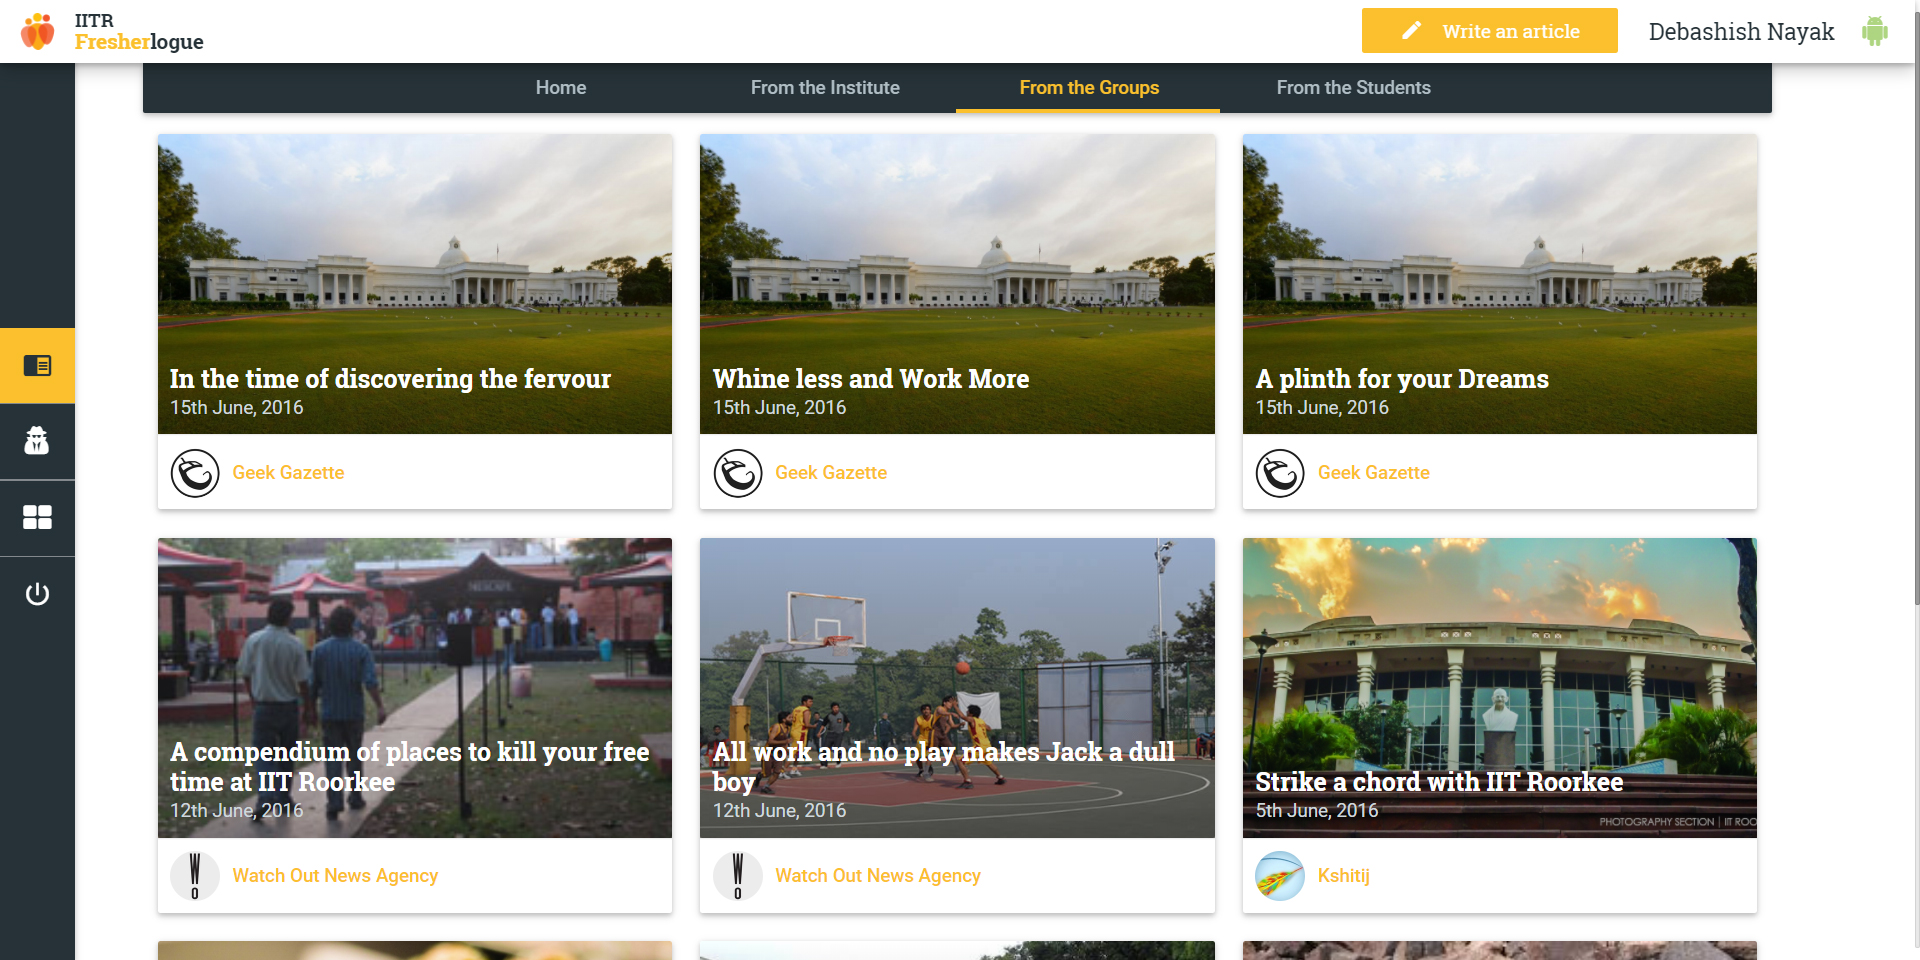 IITR
Fresherlogue
Write an article
Debashish Nayak
Home
From the Institute
From the Groups
From the Students
In the time of discovering the fervour
15th June, 2016
Geek Gazette
Whine less and Work More
15th June, 2016
Geek Gazette
A plinth for your Dreams
15th June, 2016
Geek Gazette
NESCAFE
A compendium of places to kill your free
time at IIT Roorkee
12th June, 2016
W
O
Watch Out News Agency
All work and no play makes Jack a dull
boy
12th June, 2016
W
O
Watch Out News Agency
Strike a chord with IIT Roorkee
5th June, 2016
PHOTOGRAPHY SECTION | IIT ROO
Kshitij